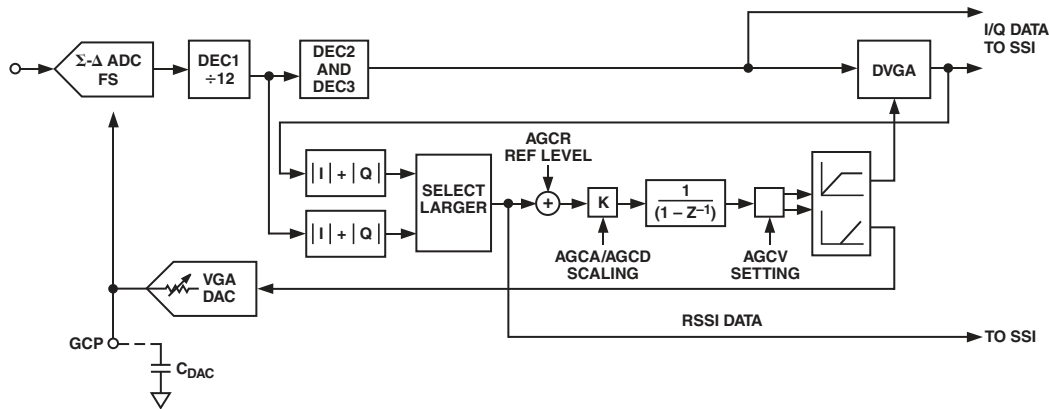 Σ-Δ ADC
FS
DEC1
÷12
DEC2
AND
DEC3
DVGA
I/Q DATA
TO SSI
|I| + |Q|
|I| + |Q|
SELECT
LARGER
AGCR
REF LEVEL
+
K
AGCA/AGCD
SCALING
1
(1 – Z–1)
AGCV
SETTING
VGA
DAC
GCP
CDAC
RSSI DATA
TO SSI